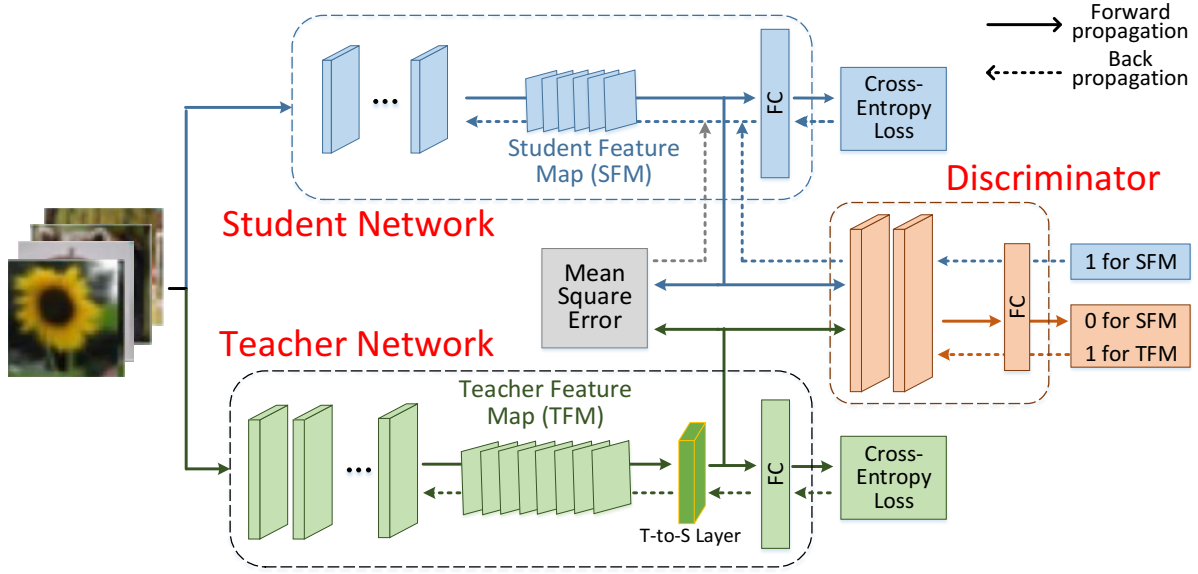 Forward
propagation
Back
propagation
...
FC
Cross-
Entropy
Loss
Student Feature
Map (SFM)
Student Network
Discriminator
Mean
Square
Error
FC
1 for SFM
0 for SFM
1 for TFM
Teacher Network
Teacher Feature
Map (TFM)
...
FC
Cross-
Entropy
Loss
T-to-S Layer